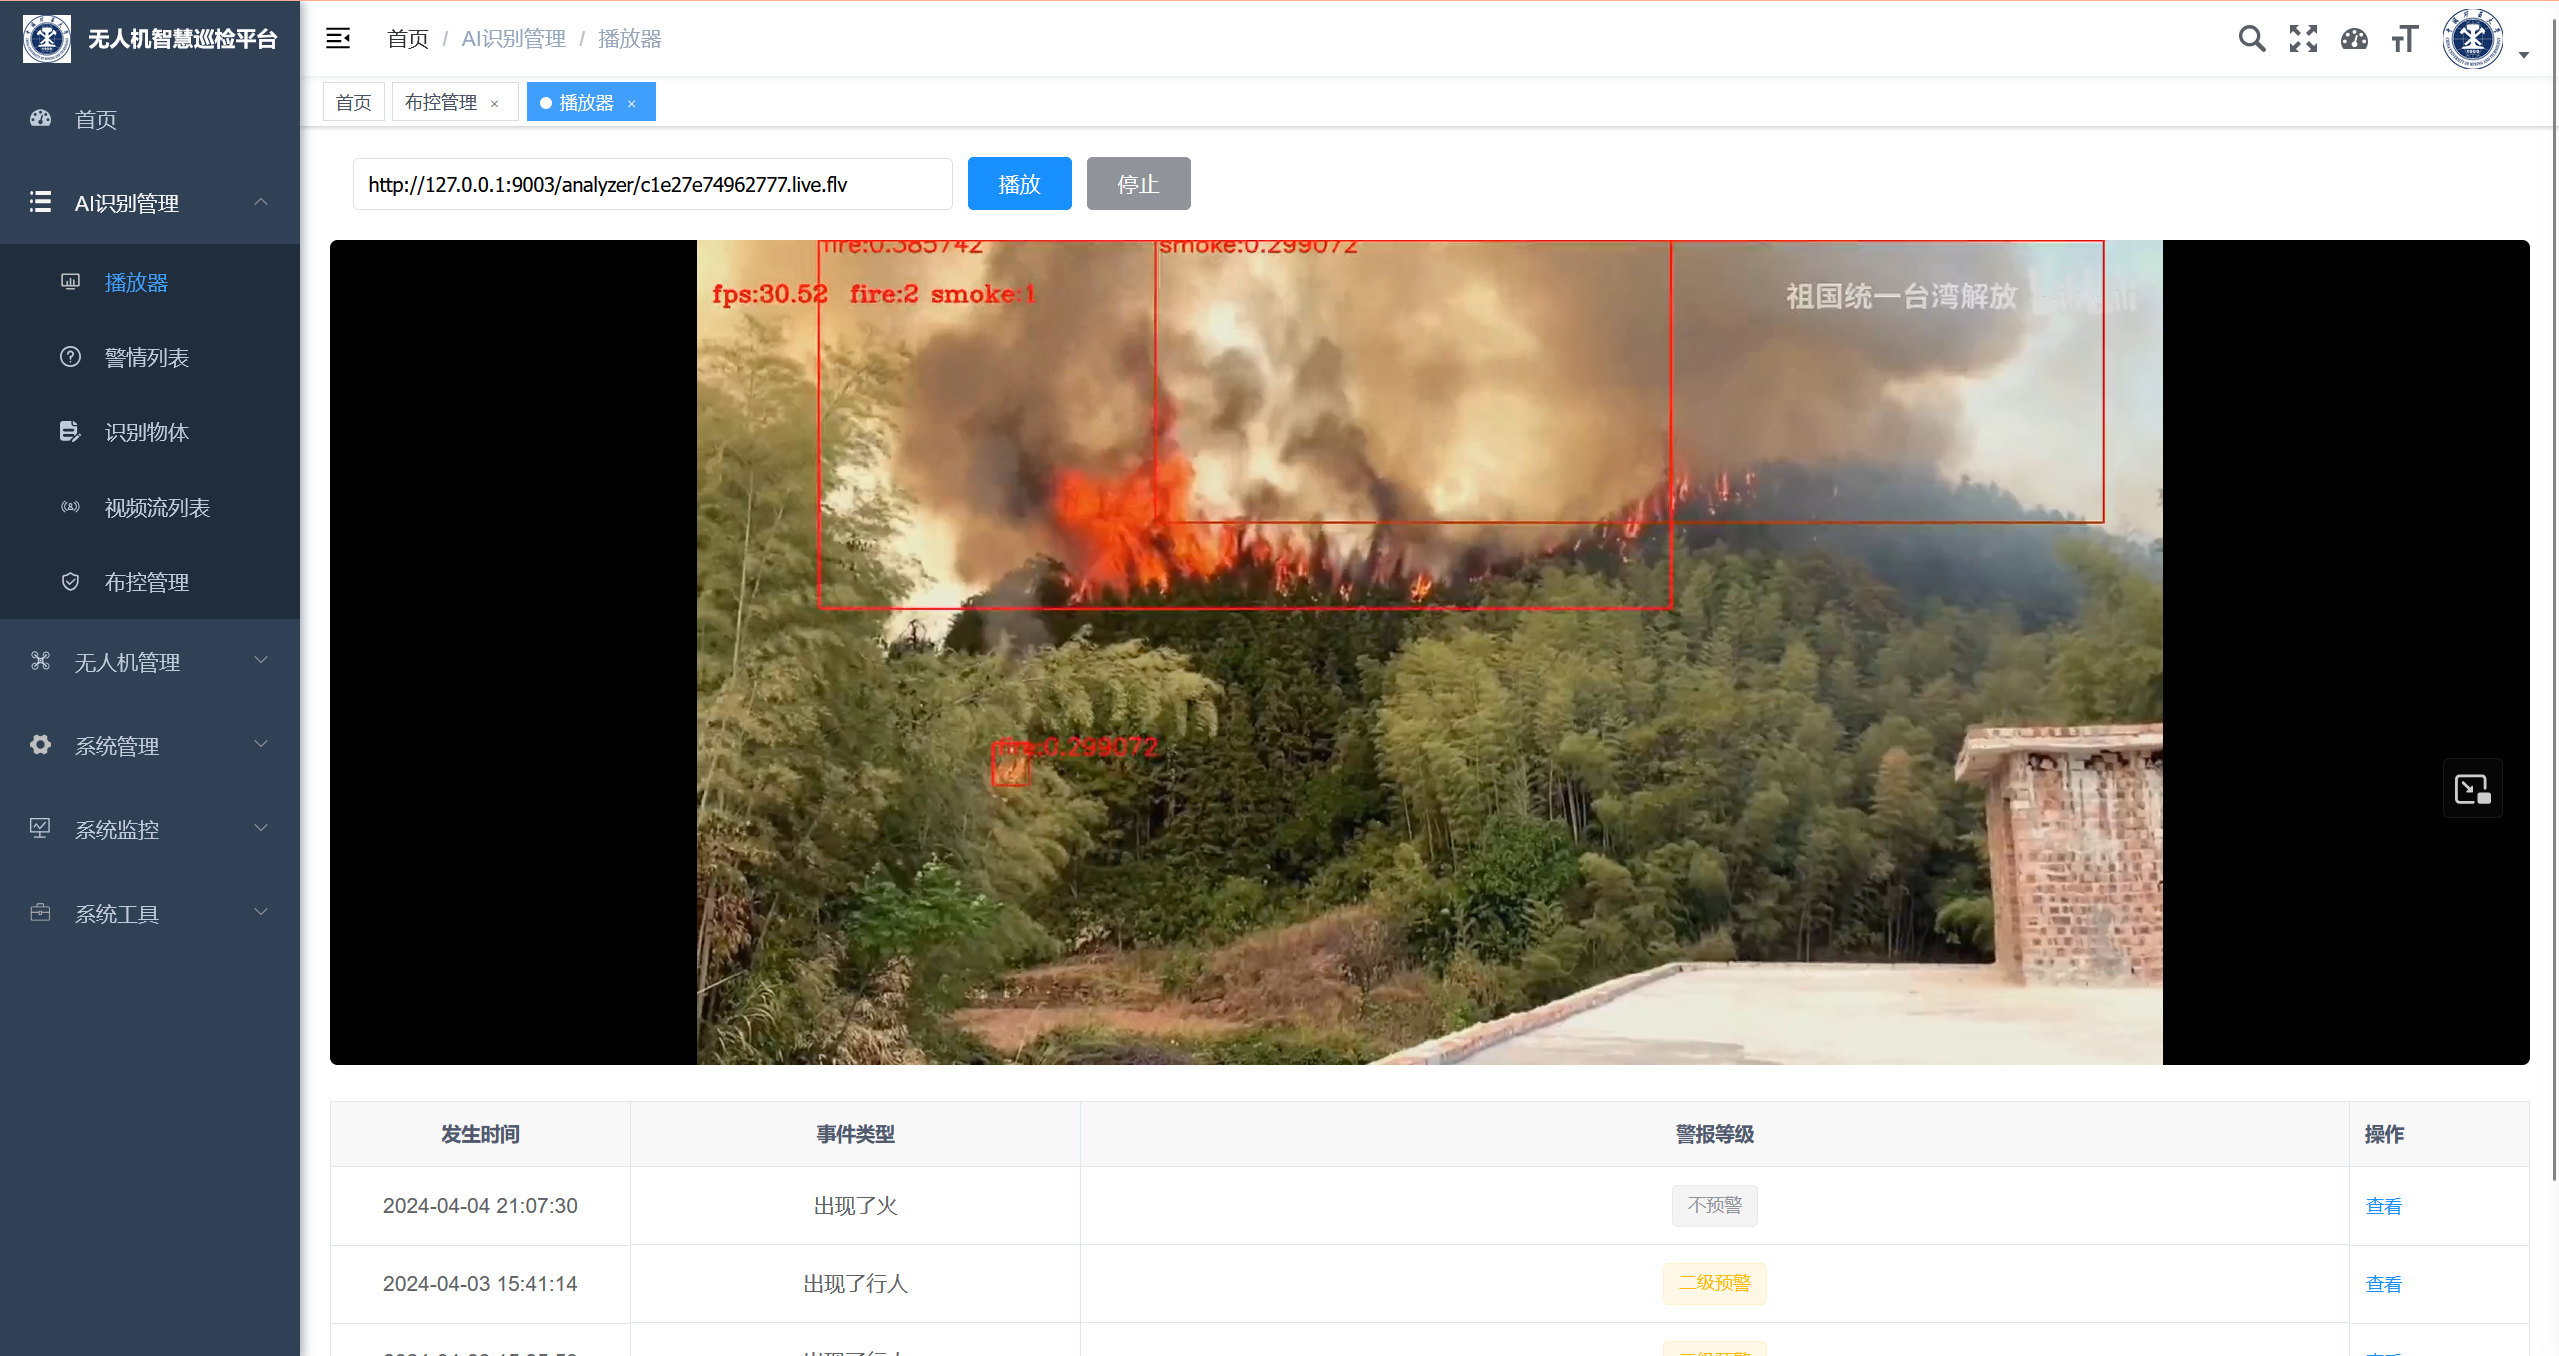 无人机智慧巡检平台
首页 / AI识别管理 / 播放器
首页
布控管理 ×
播放器 ×
首页
AI识别管理
播放器
警情列表
识别物体
视频流列表
布控管理
无人机管理
系统管理
系统监控
系统工具
http://127.0.0.1:9003/analyzer/c1e27e74962777.live.flv
播放
停止
fire:0.385742
smoke:0.299072
fps:30.52 fire:2 smoke:1
祖国统一台湾解放
fire:0.299072
发生时间 事件类型 警报等级 操作
2024-04-04 21:07:30 出现了火 不预警 查看
2024-04-03 15:41:14 出现了行人 二级预警 查看